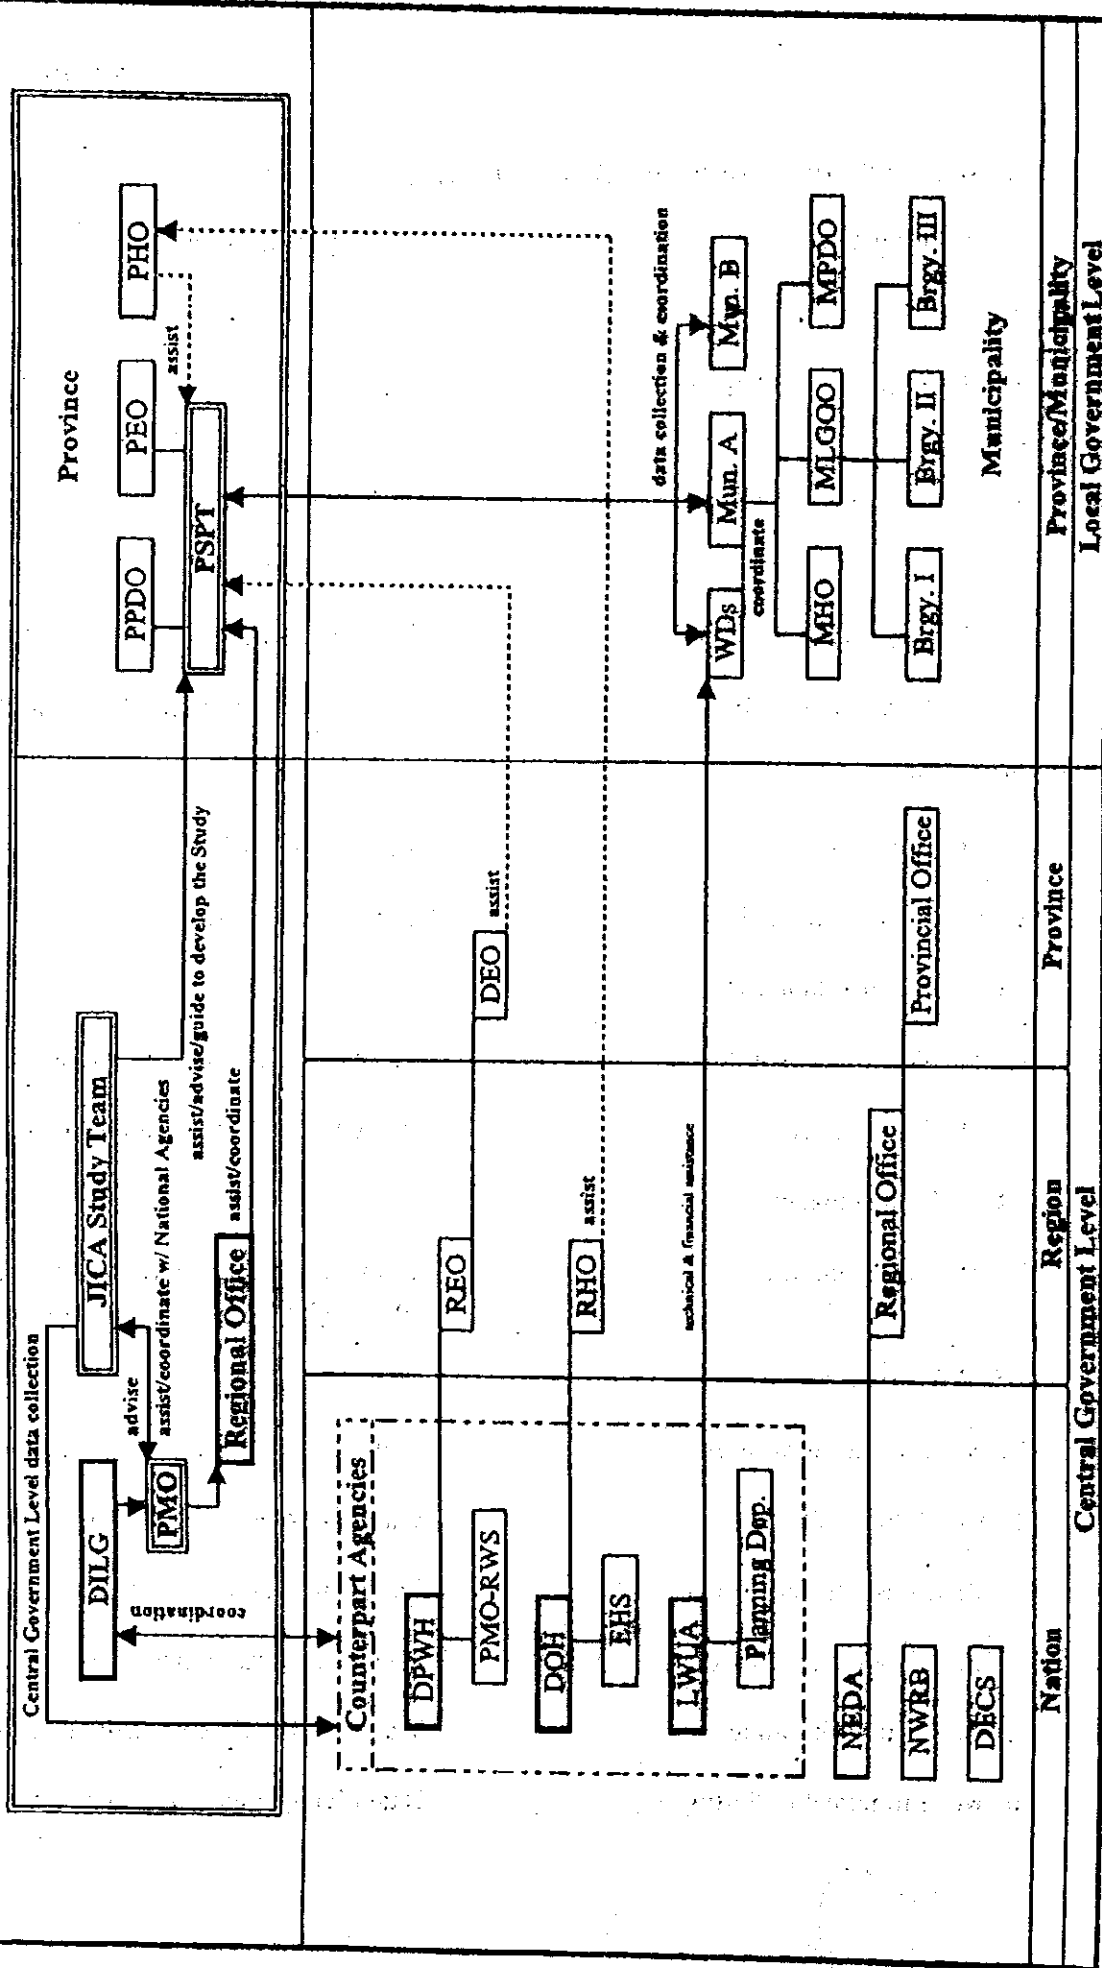 Central Government Level data collection
DILG
coordination
PMO
advise
assist/coordinate w/ National Agencies
JICA Study Team
Regional Office
assist/coordinate
assist/advise/guide to develop the Study
Province
PPDO
PEO
PHO
assist
PSPT
Counterpart Agencies
DPWH
PMO-RWS
REO
DEO
assist
DOH
EHS
RHO
assist
LWUA
Planning Dep.
technical & financial assistance
data collection & coordination
WDs
Mun. A
Mun. B
coordinate
MHO
MLGOO
MPDO
Brgy. I
Brgy. II
Brgy. III
Municipality
NEDA
Regional Office
Provincial Office
NWRB
DECS
Nation
Region
Province
Province/Municipality
Central Government Level
Local Government Level